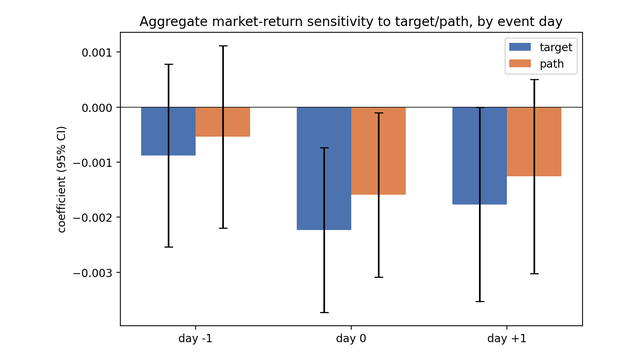 Aggregate market-return sensitivity to target/path, by event day
target
path
coefficient (95% CI)
0.001
0.000
−0.001
−0.002
−0.003
day -1
day 0
day +1